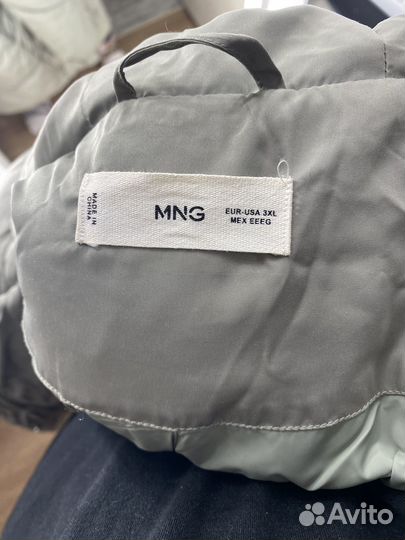 MADE IN
CHINA
MNG
EUR-USA 3XL
MEX EEEG
Avito